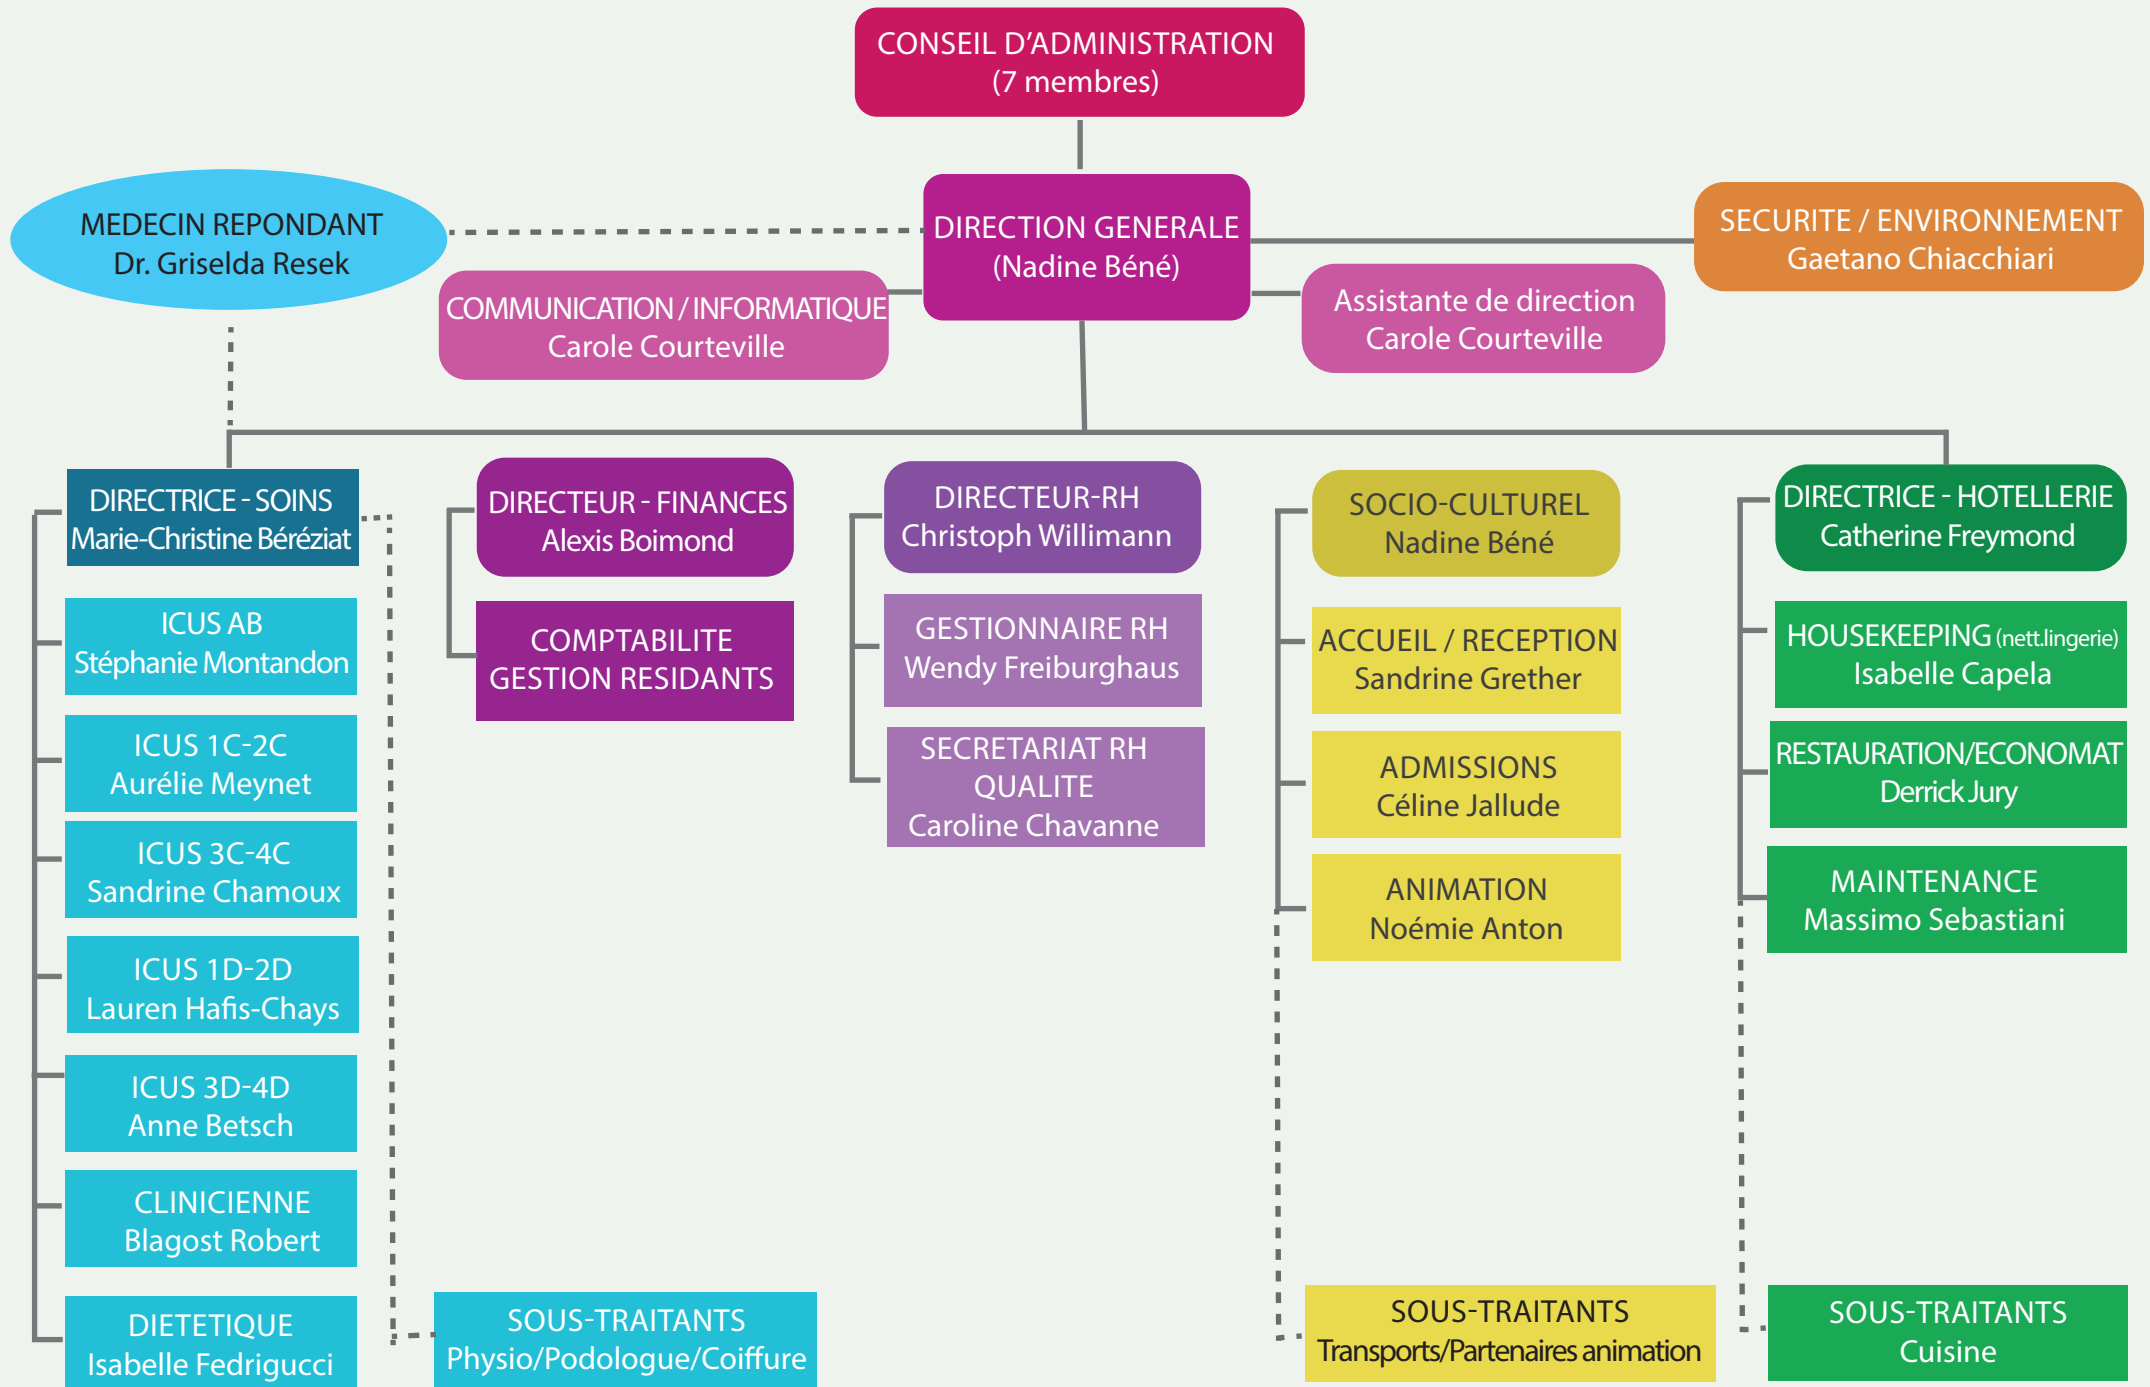 CONSEIL D’ADMINISTRATION
(7 membres)
MEDECIN REPONDANT
Dr. Griselda Resek
DIRECTION GENERALE
(Nadine Béné)
SECURITE / ENVIRONNEMENT
Gaetano Chiacchiari
COMMUNICATION / INFORMATIQUE
Carole Courteville
Assistante de direction
Carole Courteville
DIRECTRICE - SOINS
Marie-Christine Béréziat
ICUS AB
Stéphanie Montandon
ICUS 1C-2C
Aurélie Meynet
ICUS 3C-4C
Sandrine Chamoux
ICUS 1D-2D
Lauren Hafis-Chays
ICUS 3D-4D
Anne Betsch
CLINICIENNE
Blagost Robert
DIETETIQUE
Isabelle Fedrigucci
SOUS-TRAITANTS
Physio/Podologue/Coiffure
DIRECTEUR - FINANCES
Alexis Boimond
COMPTABILITE
GESTION RESIDANTS
DIRECTEUR-RH
Christoph Willimann
GESTIONNAIRE RH
Wendy Freiburghaus
SECRETARIAT RH
QUALITE
Caroline Chavanne
SOCIO-CULTUREL
Nadine Béné
ACCUEIL / RECEPTION
Sandrine Grether
ADMISSIONS
Céline Jallude
ANIMATION
Noémie Anton
SOUS-TRAITANTS
Transports/Partenaires animation
DIRECTRICE - HOTELLERIE
Catherine Freymond
HOUSEKEEPING (nett.lingerie)
Isabelle Capela
RESTAURATION/ECONOMAT
Derrick Jury
MAINTENANCE
Massimo Sebastiani
SOUS-TRAITANTS
Cuisine